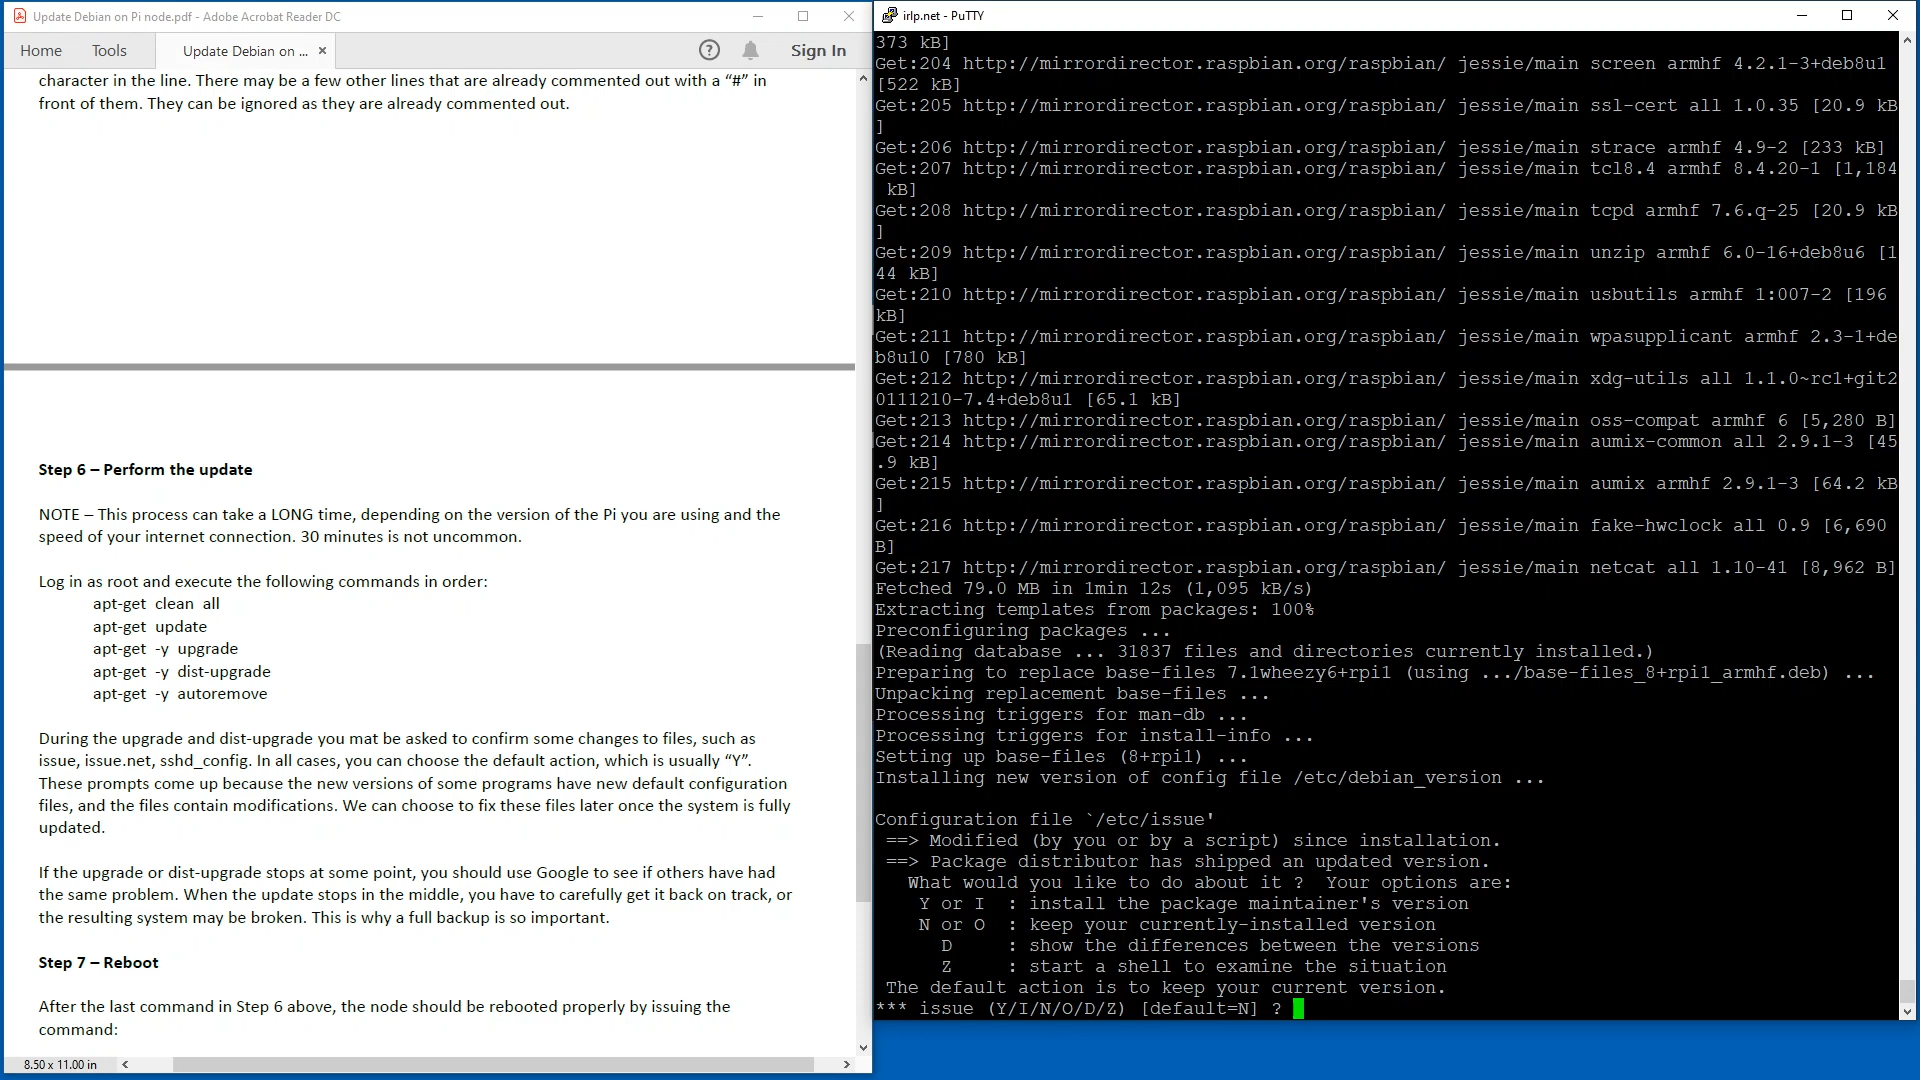 Update Debian on Pi node.pdf - Adobe Acrobat Reader DC
Home Tools Update Debian on ... × ? Sign In
character in the line. There may be a few other lines that are already commented out with a “#” in
front of them. They can be ignored as they are already commented out.
Step 6 – Perform the update
NOTE – This process can take a LONG time, depending on the version of the Pi you are using and the
speed of your internet connection. 30 minutes is not uncommon.
Log in as root and execute the following commands in order:
apt-get clean all
apt-get update
apt-get -y upgrade
apt-get -y dist-upgrade
apt-get -y autoremove
During the upgrade and dist-upgrade you mat be asked to confirm some changes to files, such as
issue, issue.net, sshd_config. In all cases, you can choose the default action, which is usually “Y”.
These prompts come up because the new versions of some programs have new default configuration
files, and the files contain modifications. We can choose to fix these files later once the system is fully
updated.
If the upgrade or dist-upgrade stops at some point, you should use Google to see if others have had
the same problem. When the update stops in the middle, you have to carefully get it back on track, or
the resulting system may be broken. This is why a full backup is so important.
Step 7 – Reboot
After the last command in Step 6 above, the node should be rebooted properly by issuing the
command:
8.50 x 11.00 in
irlp.net - PuTTY
373 kB]
Get:204 http://mirrordirector.raspbian.org/raspbian/ jessie/main screen armhf 4.2.1-3+deb8u1
[522 kB]
Get:205 http://mirrordirector.raspbian.org/raspbian/ jessie/main ssl-cert all 1.0.35 [20.9 kB
]
Get:206 http://mirrordirector.raspbian.org/raspbian/ jessie/main strace armhf 4.9-2 [233 kB]
Get:207 http://mirrordirector.raspbian.org/raspbian/ jessie/main tcl8.4 armhf 8.4.20-1 [1,184
kB]
Get:208 http://mirrordirector.raspbian.org/raspbian/ jessie/main tcpd armhf 7.6.q-25 [20.9 kB
]
Get:209 http://mirrordirector.raspbian.org/raspbian/ jessie/main unzip armhf 6.0-16+deb8u6 [1
44 kB]
Get:210 http://mirrordirector.raspbian.org/raspbian/ jessie/main usbutils armhf 1:007-2 [196
kB]
Get:211 http://mirrordirector.raspbian.org/raspbian/ jessie/main wpasupplicant armhf 2.3-1+de
b8u10 [780 kB]
Get:212 http://mirrordirector.raspbian.org/raspbian/ jessie/main xdg-utils all 1.1.0~rc1+git2
0111210-7.4+deb8u1 [65.1 kB]
Get:213 http://mirrordirector.raspbian.org/raspbian/ jessie/main oss-compat armhf 6 [5,280 B]
Get:214 http://mirrordirector.raspbian.org/raspbian/ jessie/main aumix-common all 2.9.1-3 [45
.9 kB]
Get:215 http://mirrordirector.raspbian.org/raspbian/ jessie/main aumix armhf 2.9.1-3 [64.2 kB
]
Get:216 http://mirrordirector.raspbian.org/raspbian/ jessie/main fake-hwclock all 0.9 [6,690
B]
Get:217 http://mirrordirector.raspbian.org/raspbian/ jessie/main netcat all 1.10-41 [8,962 B]
Fetched 79.0 MB in 1min 12s (1,095 kB/s)
Extracting templates from packages: 100%
Preconfiguring packages ...
(Reading database ... 31837 files and directories currently installed.)
Preparing to replace base-files 7.1wheezy6+rpi1 (using .../base-files_8+rpi1_armhf.deb) ...
Unpacking replacement base-files ...
Processing triggers for man-db ...
Processing triggers for install-info ...
Setting up base-files (8+rpi1) ...
Installing new version of config file /etc/debian_version ...
Configuration file `/etc/issue'
==> Modified (by you or by a script) since installation.
==> Package distributor has shipped an updated version.
What would you like to do about it ?  Your options are:
Y or I  : install the package maintainer's version
N or O  : keep your currently-installed version
D     : show the differences between the versions
Z     : start a shell to examine the situation
The default action is to keep your current version.
*** issue (Y/I/N/O/D/Z) [default=N] ?